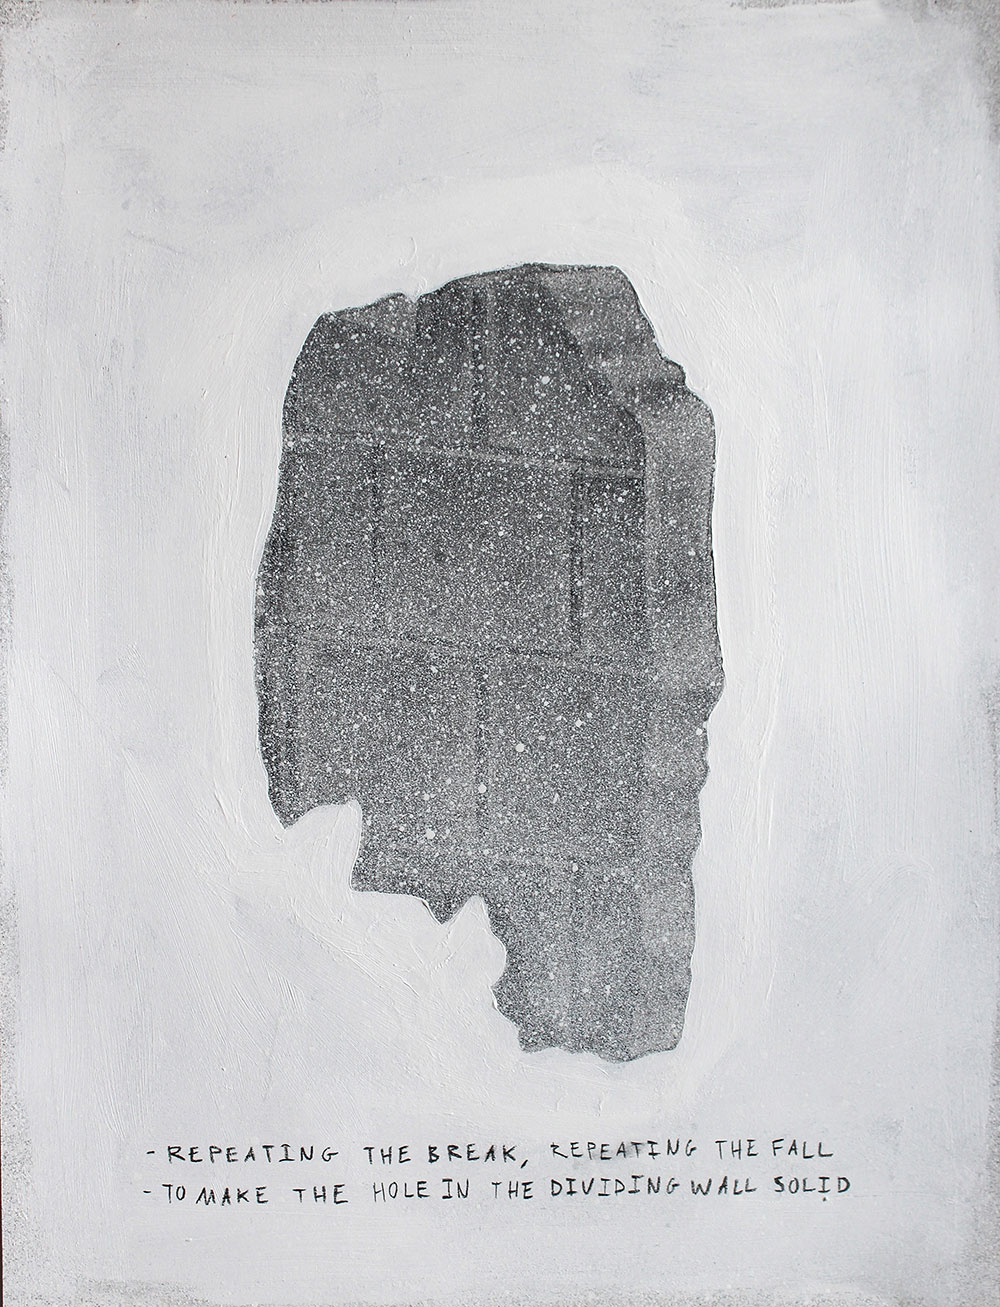 - REPEATING THE BREAK, REPEATING THE FALL
- TO MAKE THE HOLE IN THE DIVIDING WALL SOLID